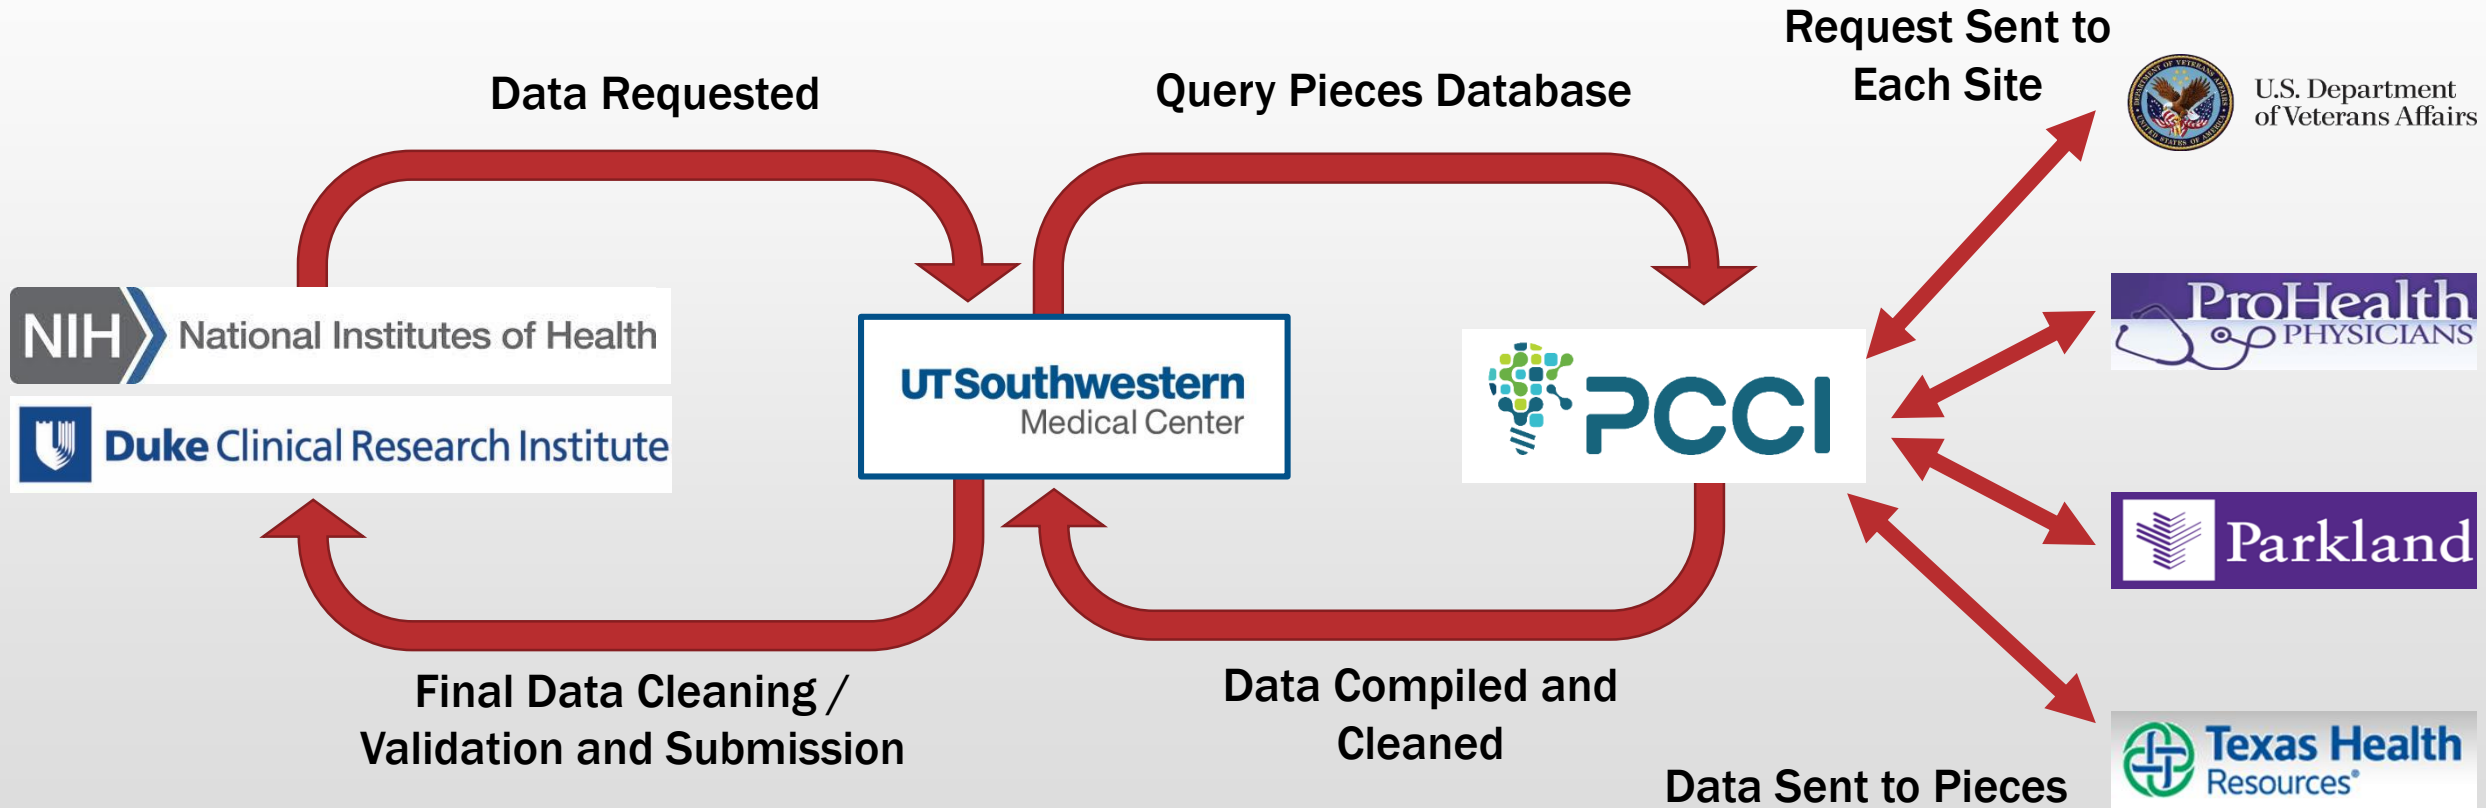 Request Sent to
Each Site
Data Requested
Query Pieces Database
U.S. Department
of Veterans Affairs
NIH National Institutes of Health
Duke Clinical Research Institute
UTSouthwestern
Medical Center
PCCI
ProHealth
PHYSICIANS
Parkland
Final Data Cleaning /
Validation and Submission
Data Compiled and
Cleaned
Data Sent to Pieces
Texas Health
Resources®